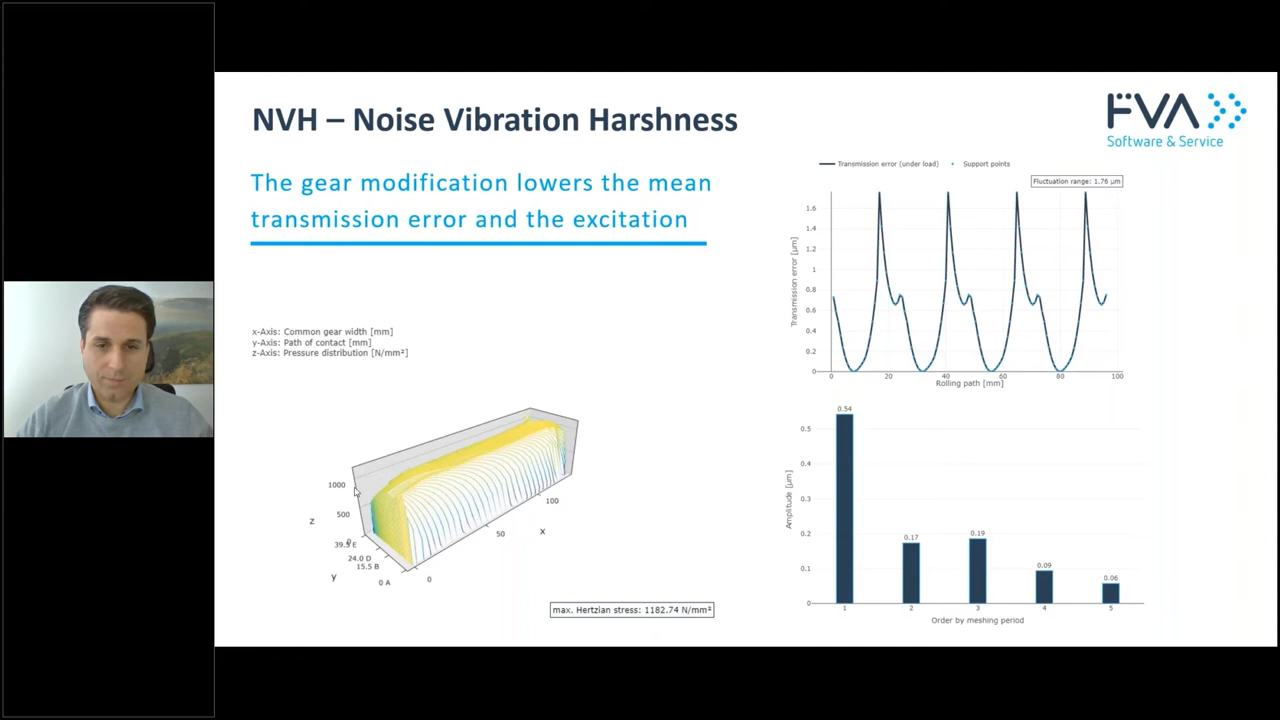 NVH – Noise Vibration Harshness
FVA
Software & Service
The gear modification lowers the mean
transmission error and the excitation
x-Axis: Common gear width [mm]
y-Axis: Path of contact [mm]
z-Axis: Pressure distribution [N/mm²]
1000
500
0
z
39.5 E
24.0 D
15.5 B
0 A
y
0
50
100
x
max. Hertzian stress: 1182.74 N/mm²
Transmission error (under load)
Support points
Fluctuation range: 1.76 µm
Transmission error [µm]
1.6
1.4
1.2
1
0.8
0.6
0.4
0.2
0
0 20 40 60 80 100
Rolling path [mm]
Amplitude [µm]
0.5
0.4
0.3
0.2
0.1
0
0.54
0.17
0.19
0.09
0.06
1 2 3 4 5
Order by meshing period